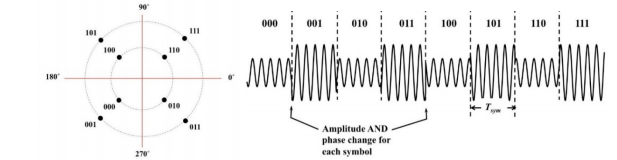 90˚
000 001 010 011 100 101 110 111
101 111
100 110
180˚ 0˚
000 010
001 011
270˚
Tsym
Amplitude AND
phase change for
each symbol